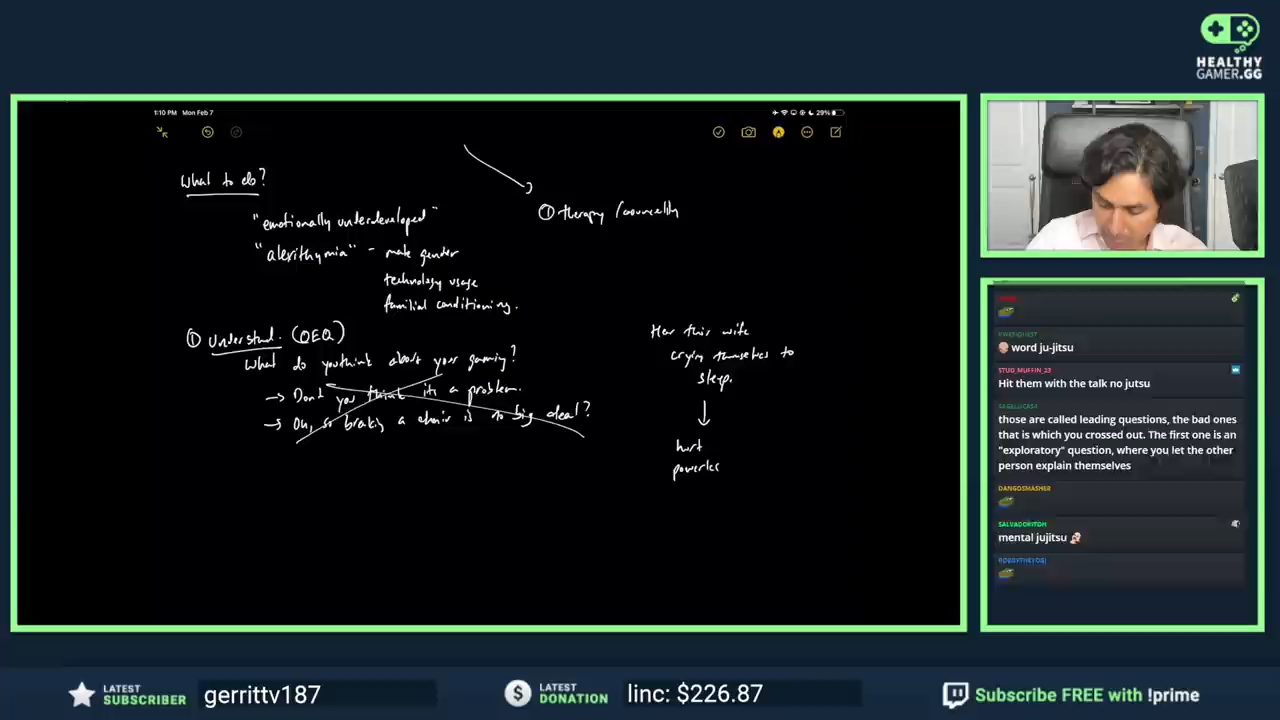 HEALTHY
GAMER.GG
1:10 PM Mon Feb 7
29%
What to do?
"emotionally underdeveloped"
"alexithymia" - male gender
technology usage
familial conditioning.
① therapy /
① Understand. (OEQ)
What do you think about your gaming?
→ Don't you think its a problem.
→ Oh, so braking a chair is no big deal?
this wife
crying themselves to
sleep.
↓
hurt
powerless
word ju-jitsu
STUD_MUFFIN_23
Hit them with the talk no jutsu
those are called leading questions, the bad ones
that is which you crossed out. The first one is an
"exploratory" question, where you let the other
person explain themselves
DANGOSMASHER
mental jujitsu
LATEST
SUBSCRIBER
gerrittv187
$
LATEST
DONATION
linc: $226.87
Subscribe FREE with !prime